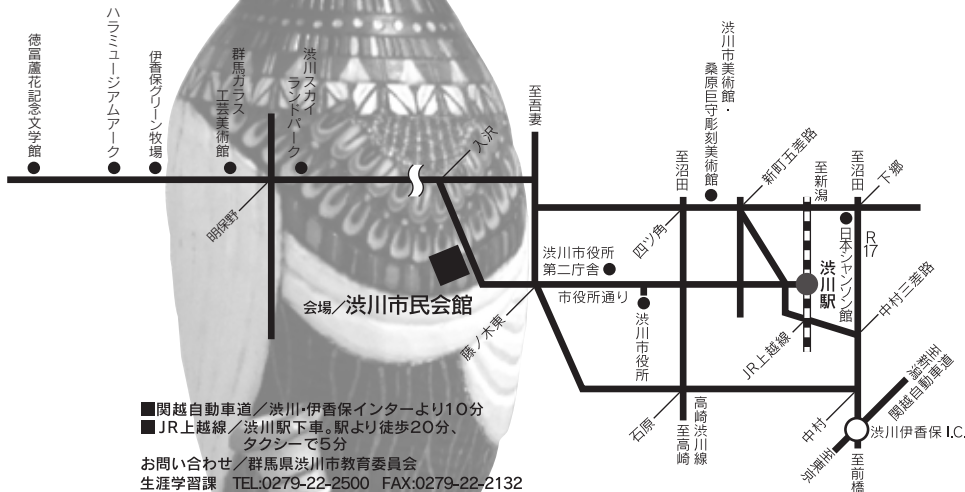 徳冨蘆花記念文学館
ハラミュージアムアーク
伊香保グリーン牧場
群馬ガラス
工芸美術館
渋川スカイ
ランドパーク
明保野
入沢
至吾妻
渋川市美術館・
桑原巨守彫刻美術館
至沼田
四ツ角
新町五差路
至新潟
至沼田
下郷
日本シャンソン館
R
17
渋川市役所
第二庁舎
市役所通り
渋川市役所
渋川駅
中村三差路
JR上越線
会場／渋川市民会館
藤ノ木東
石原
高崎渋川線
至高崎
中村
至新潟
関越自動車道
渋川伊香保 I.C.
至東京
至前橋
■関越自動車道／渋川・伊香保インターより10分
■JR上越線／渋川駅下車。駅より徒歩20分、
タクシーで5分
お問い合わせ／群馬県渋川市教育委員会
生涯学習課 TEL:0279-22-2500 FAX:0279-22-2132